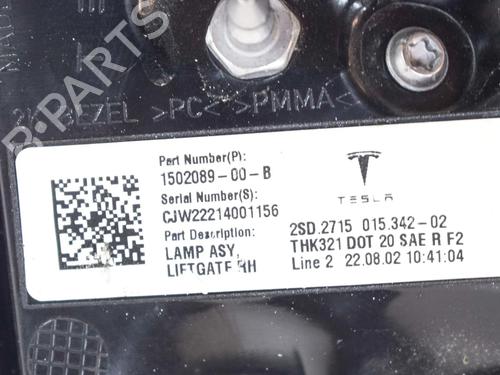 >PC< >PMMA<
B-PARTS
Part Number(P):
1502089-00-B
Serial Number(S):
CJW22214001156
Part Description:
LAMP ASY,
LIFTGATE RH
TESLA
2SD.2715 015.342-02
THK321 DOT 20 SAE R F2
Line 2 22.08.02 10:41:04